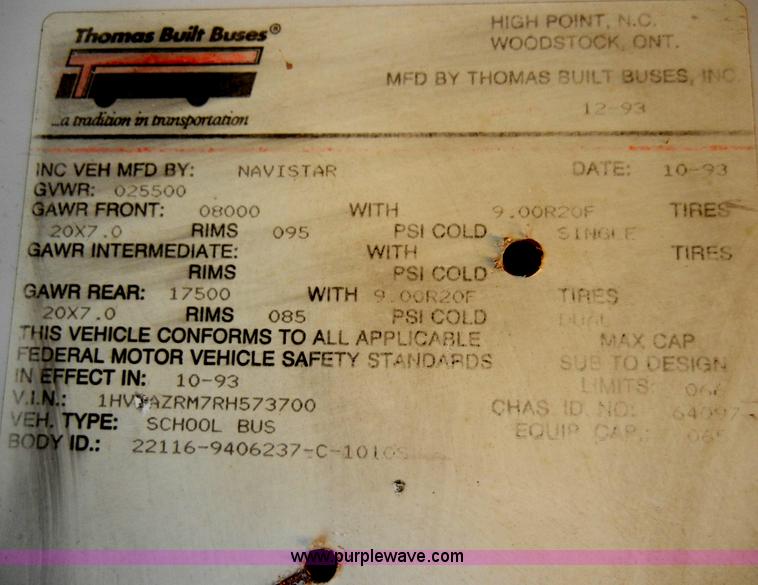 Thomas Built Buses®
...a tradition in transportation
HIGH POINT, N.C.
WOODSTOCK, ONT.
MFD BY THOMAS BUILT BUSES, INC.
12-93
INC VEH MFD BY: NAVISTAR DATE: 10-93
GVWR: 025500
GAWR FRONT: 08000 WITH 9.00R20F TIRES
20X7.0 RIMS 095 PSI COLD SINGLE
GAWR INTERMEDIATE: WITH TIRES
RIMS PSI COLD
GAWR REAR: 17500 WITH 9.00R20F TIRES
20X7.0 RIMS 085 PSI COLD DUAL
THIS VEHICLE CONFORMS TO ALL APPLICABLE MAX CAP
FEDERAL MOTOR VEHICLE SAFETY STANDARDS SUB TO DESIGN
IN EFFECT IN: 10-93 LIMITS:
V.I.N.: CHAS ID. NO:
VEH. TYPE: SCHOOL BUS EQUIP CAP.:
BODY ID.:
www.purplewave.com